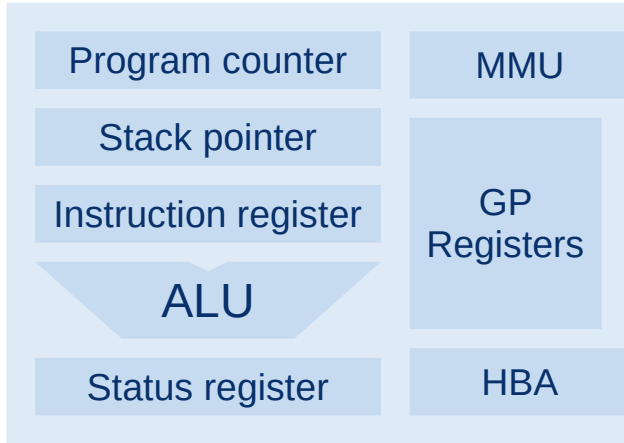 Program counter
Stack pointer
Instruction register
ALU
Status register
MMU
GP
Registers
HBA